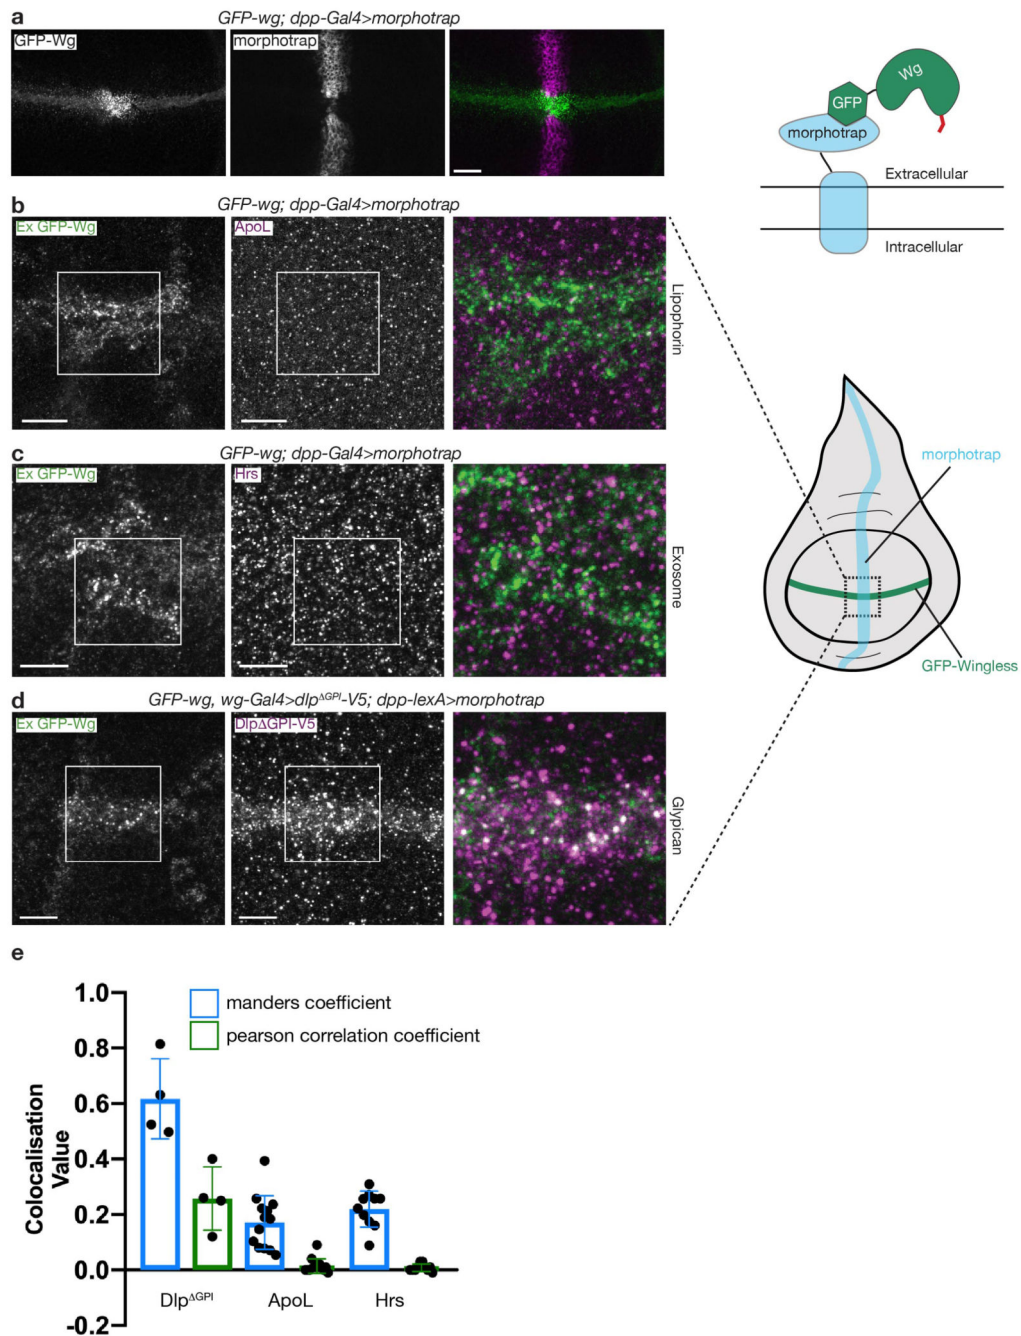 a
GFP-wg; dpp-Gal4>morphotrap
GFP-Wg
morphotrap
Wg
GFP
morphotrap
Extracellular
Intracellular
b
GFP-wg; dpp-Gal4>morphotrap
Ex GFP-Wg
ApoL
Lipophorin
c
GFP-wg; dpp-Gal4>morphotrap
Ex GFP-Wg
Hrs
Exosome
morphotrap
GFP-Wingless
d
GFP-wg, wg-Gal4>dlpΔGPI-V5; dpp-lexA>morphotrap
Ex GFP-Wg
DlpΔGPI-V5
Glypican
e
Colocalisation
Value
1.0
0.8
0.6
0.4
0.2
0.0
-0.2
manders coefficient
pearson correlation coefficient
DlpΔGPI
ApoL
Hrs